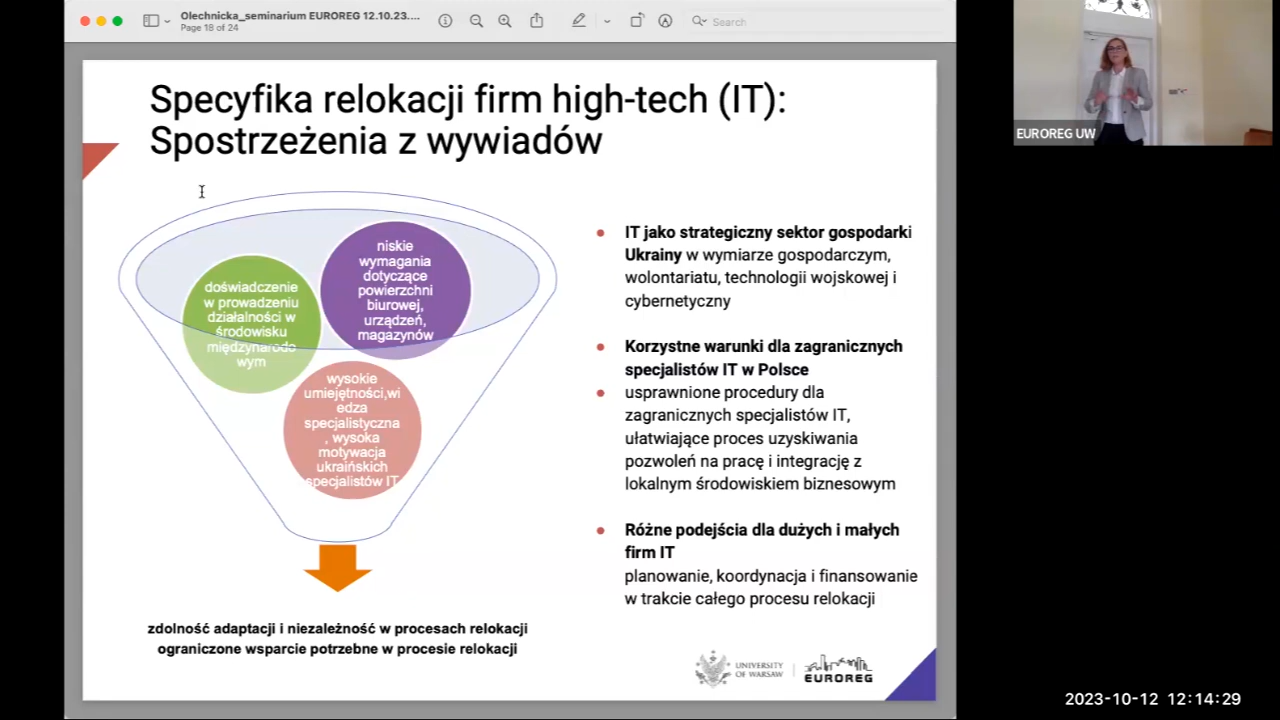 Olechnicka_seminarium EUROREG 12.10.23....
Page 18 of 24
Search
EUROREG UW
Specyfika relokacji firm high-tech (IT):
Spostrzeżenia z wywiadów
niskie
wymagania
dotyczące
powierzchni
biurowej,
urządzeń,
magazynów
doświadczenie
w prowadzeniu
działalności w
środowisku
międzynarodo
wym
wysokie
umiejętności,wi
edza
specjalistyczna
, wysoka
motywacja
ukraińskich
specjalistów IT
zdolność adaptacji i niezależność w procesach relokacji
ograniczone wsparcie potrzebne w procesie relokacji
• IT jako strategiczny sektor gospodarki
Ukrainy w wymiarze gospodarczym,
wolontariatu, technologii wojskowej i
cybernetyczny
• Korzystne warunki dla zagranicznych
specjalistów IT w Polsce
• usprawnione procedury dla
zagranicznych specjalistów IT,
ułatwiające proces uzyskiwania
pozwoleń na pracę i integrację z
lokalnym środowiskiem biznesowym
• Różne podejścia dla dużych i małych
firm IT
planowanie, koordynacja i finansowanie
w trakcie całego procesu relokacji
UNIVERSITY
OF WARSAW
EUROREG
2023-10-12 12:14:29